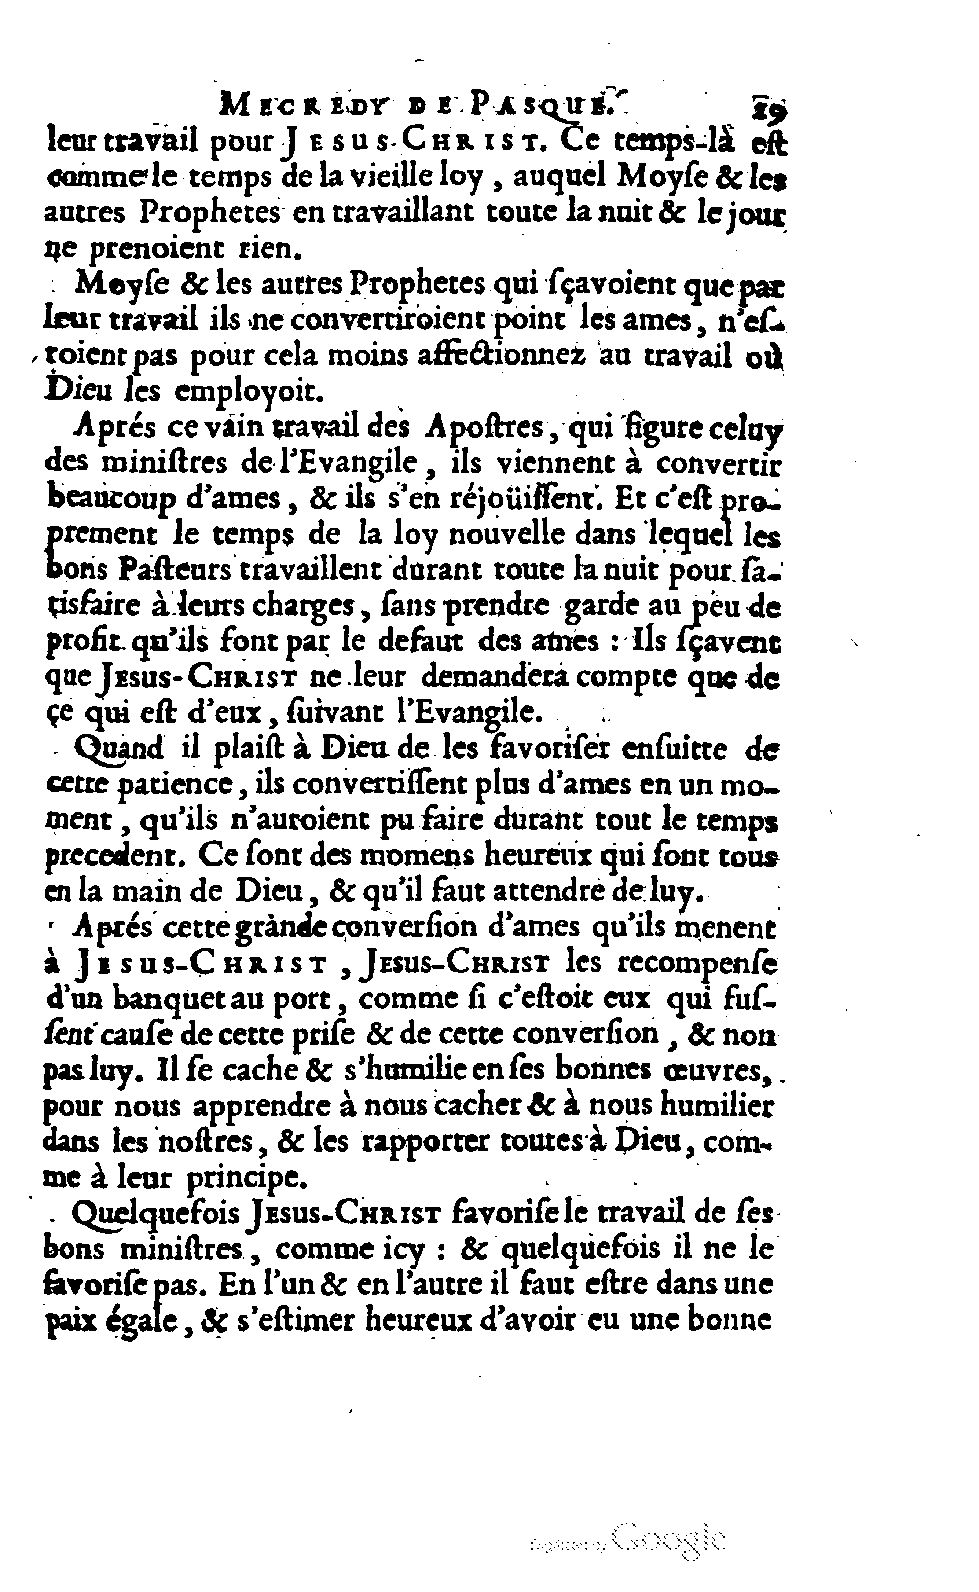 MECREDY DE PASQUE. 29
leur travail pour JESUS-CHRIST. Ce temps-là eſt
comme le temps de la vieille loy, auquel Moyſe & les
autres Prophetes en travaillant toute la nuit & le jour
ne prenoient rien.
Moyſe & les autres Prophetes qui ſçavoient que par
leur travail ils ne convertiroient point les ames, n'eſ-
toient pas pour cela moins affectionnez au travail où
Dieu les employoit.
Aprés ce vain travail des Apoſtres, qui figure celuy
des miniſtres de l'Evangile, ils viennent à convertir
beaucoup d'ames, & ils s'en réjoüiſſent. Et c'eſt pro-
prement le temps de la loy nouvelle dans lequel les
bons Paſteurs travaillent durant toute la nuit pour ſa-
tisfaire à leurs charges, ſans prendre garde au peu de
profit qu'ils font par le defaut des ames : Ils ſçavent
que JESUS-CHRIST ne leur demandera compte que de
ce qui eſt d'eux, ſuivant l'Evangile.
Quand il plaiſt à Dieu de les favoriſer enſuitte de
cette patience, ils convertiſſent plus d'ames en un mo-
ment, qu'ils n'auroient pu faire durant tout le temps
precedent. Ce ſont des momens heureux qui ſont tous
en la main de Dieu, & qu'il faut attendre de luy.
Aprés cette grande converſion d'ames qu'ils menent
à JESUS-CHRIST, JESUS-CHRIST les recompenſe
d'un banquet au port, comme ſi c'eſtoit eux qui fuſ-
ſent cauſe de cette priſe & de cette converſion, & non
pas luy. Il ſe cache & s'humilie en ſes bonnes œuvres,
pour nous apprendre à nous cacher & à nous humilier
dans les noſtres, & les rapporter toutes à Dieu, com-
me à leur principe.
Quelquefois JESUS-CHRIST favoriſe le travail de ſes
bons miniſtres, comme icy : & quelquefois il ne le
favoriſe pas. En l'un & en l'autre il faut eſtre dans une
paix égale, & s'eſtimer heureux d'avoir eu une bonne
Digitized by Google